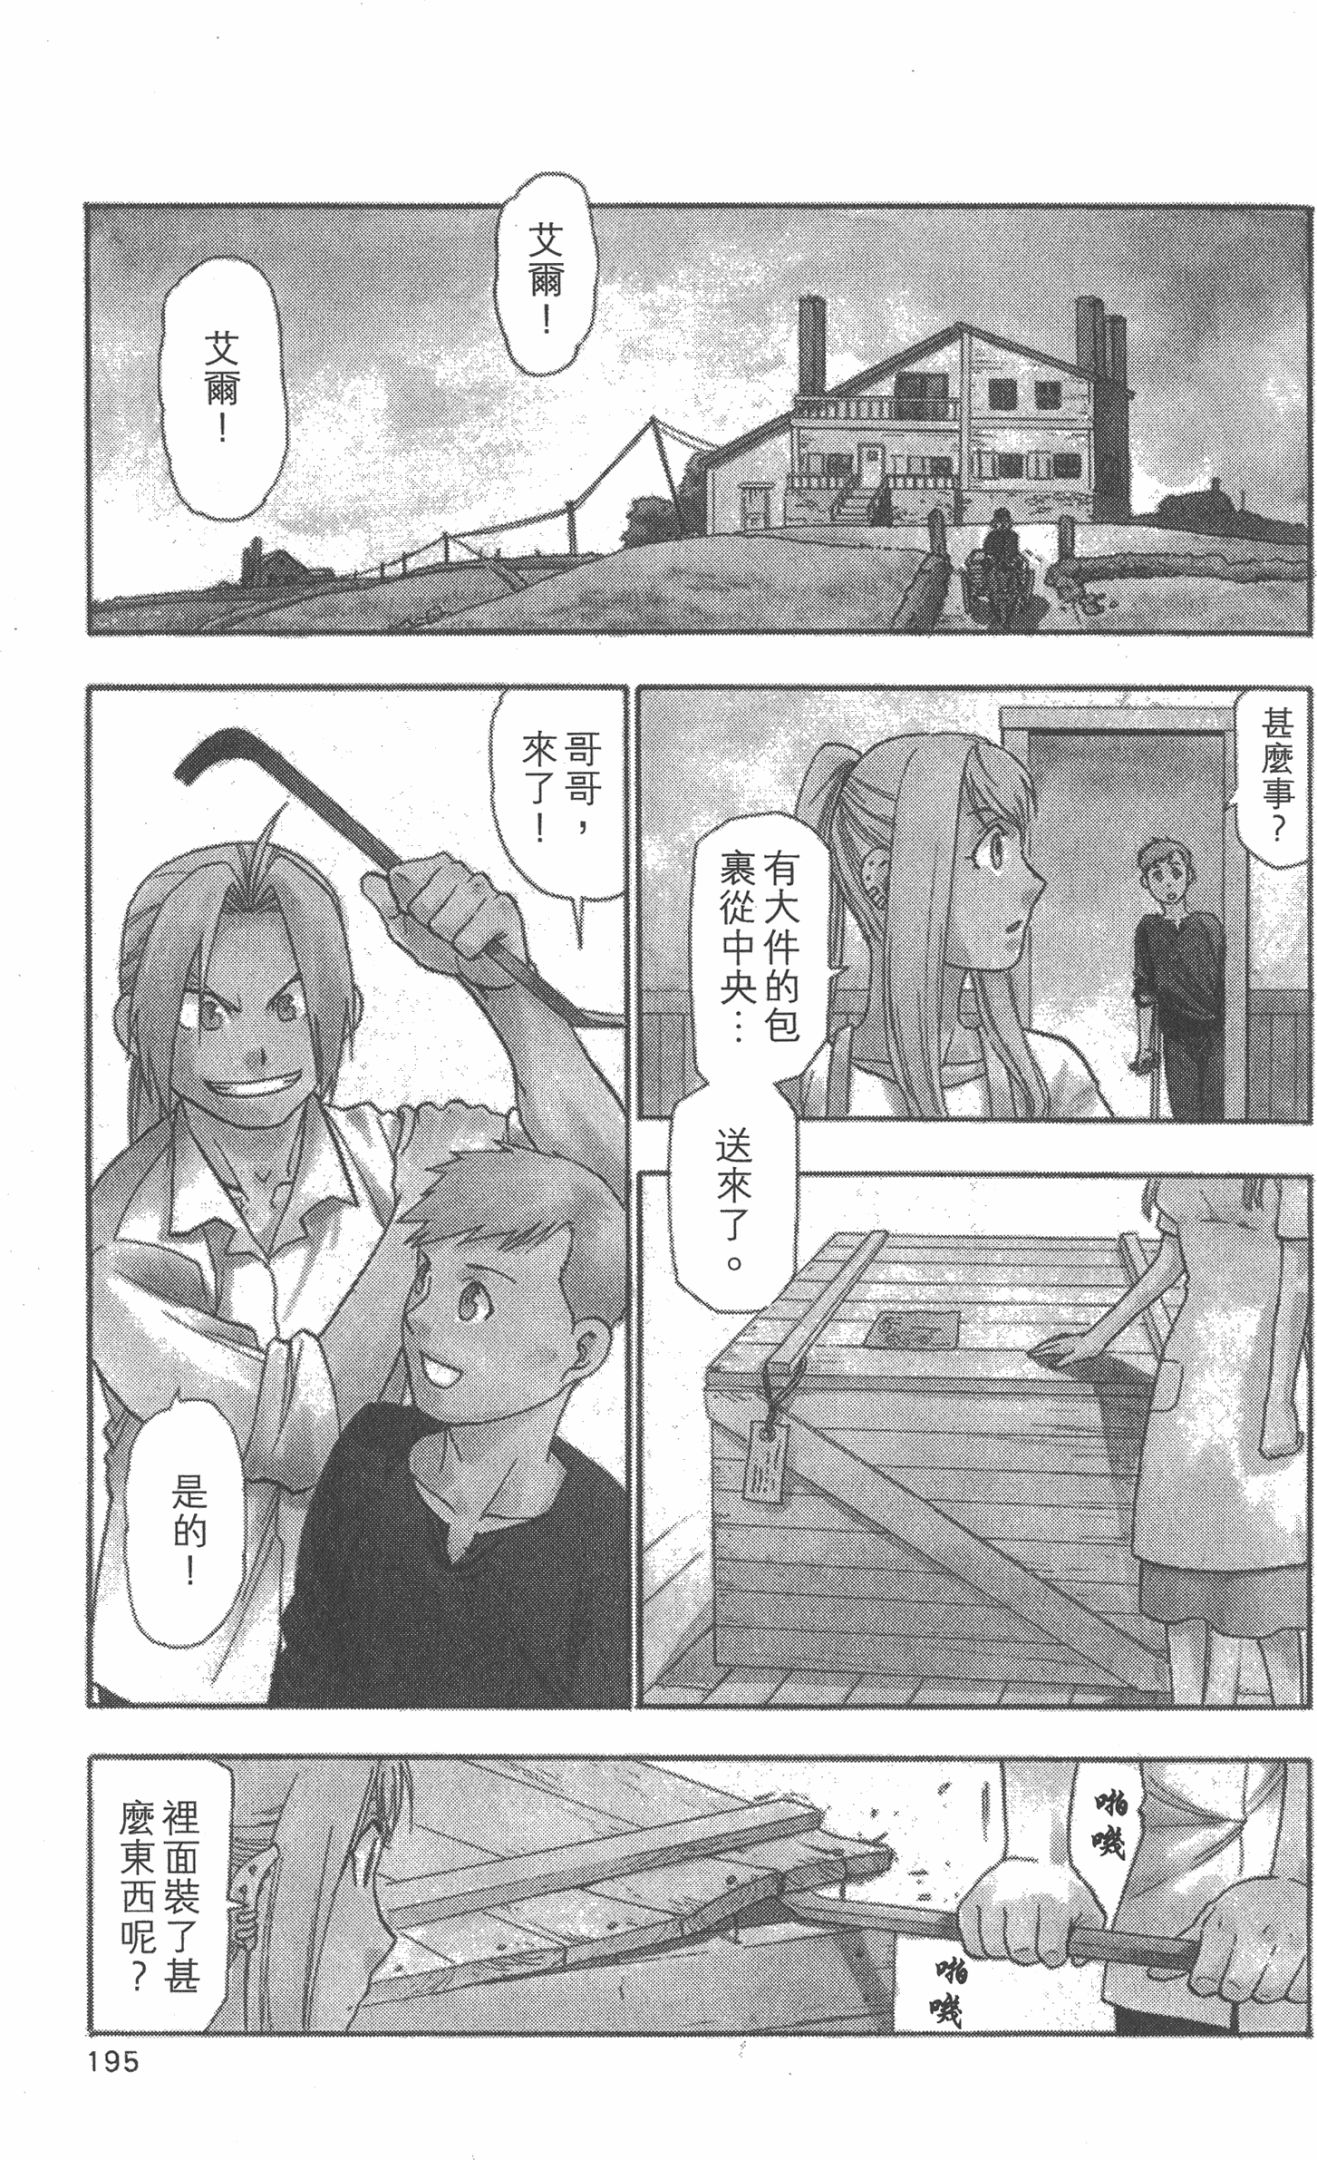 艾爾！
艾爾！
甚麼事？
有大件的包
裹從中央…
送來了。
哥哥，
來了！
是的！
啪嘰
啪嘰
裡面裝了甚
麼東西呢？
195